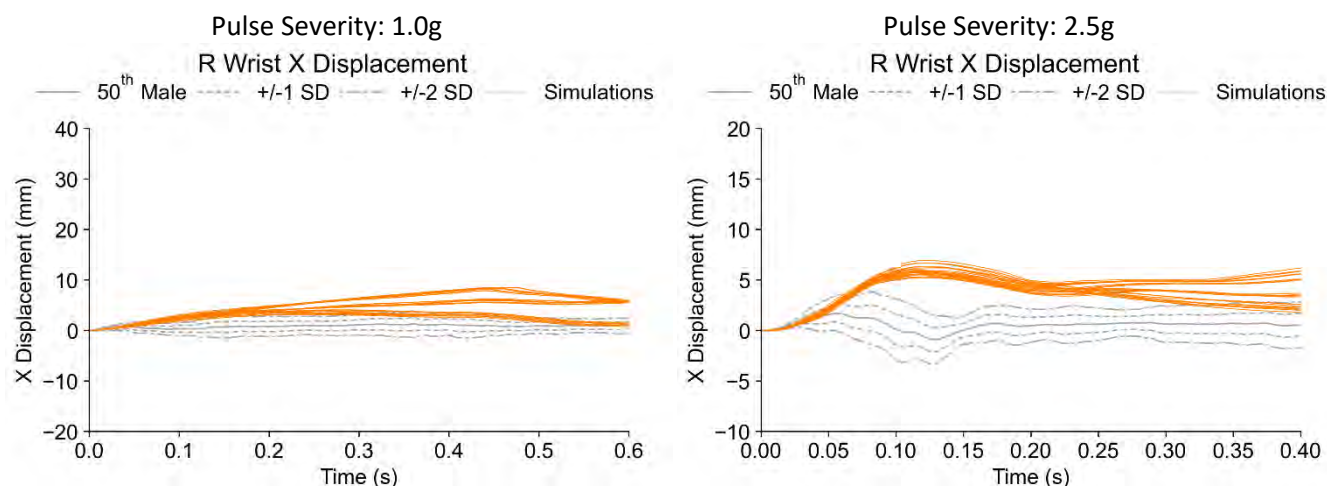 Pulse Severity: 1.0g
R Wrist X Displacement
50th Male +/-1 SD +/-2 SD Simulations
40
30
20
10
0
−10
−20
X Displacement (mm)
0.0 0.1 0.2 0.3 0.4 0.5 0.6
Time (s)
Pulse Severity: 2.5g
R Wrist X Displacement
50th Male +/-1 SD +/-2 SD Simulations
20
15
10
5
0
−5
−10
X Displacement (mm)
0.00 0.05 0.10 0.15 0.20 0.25 0.30 0.35 0.40
Time (s)